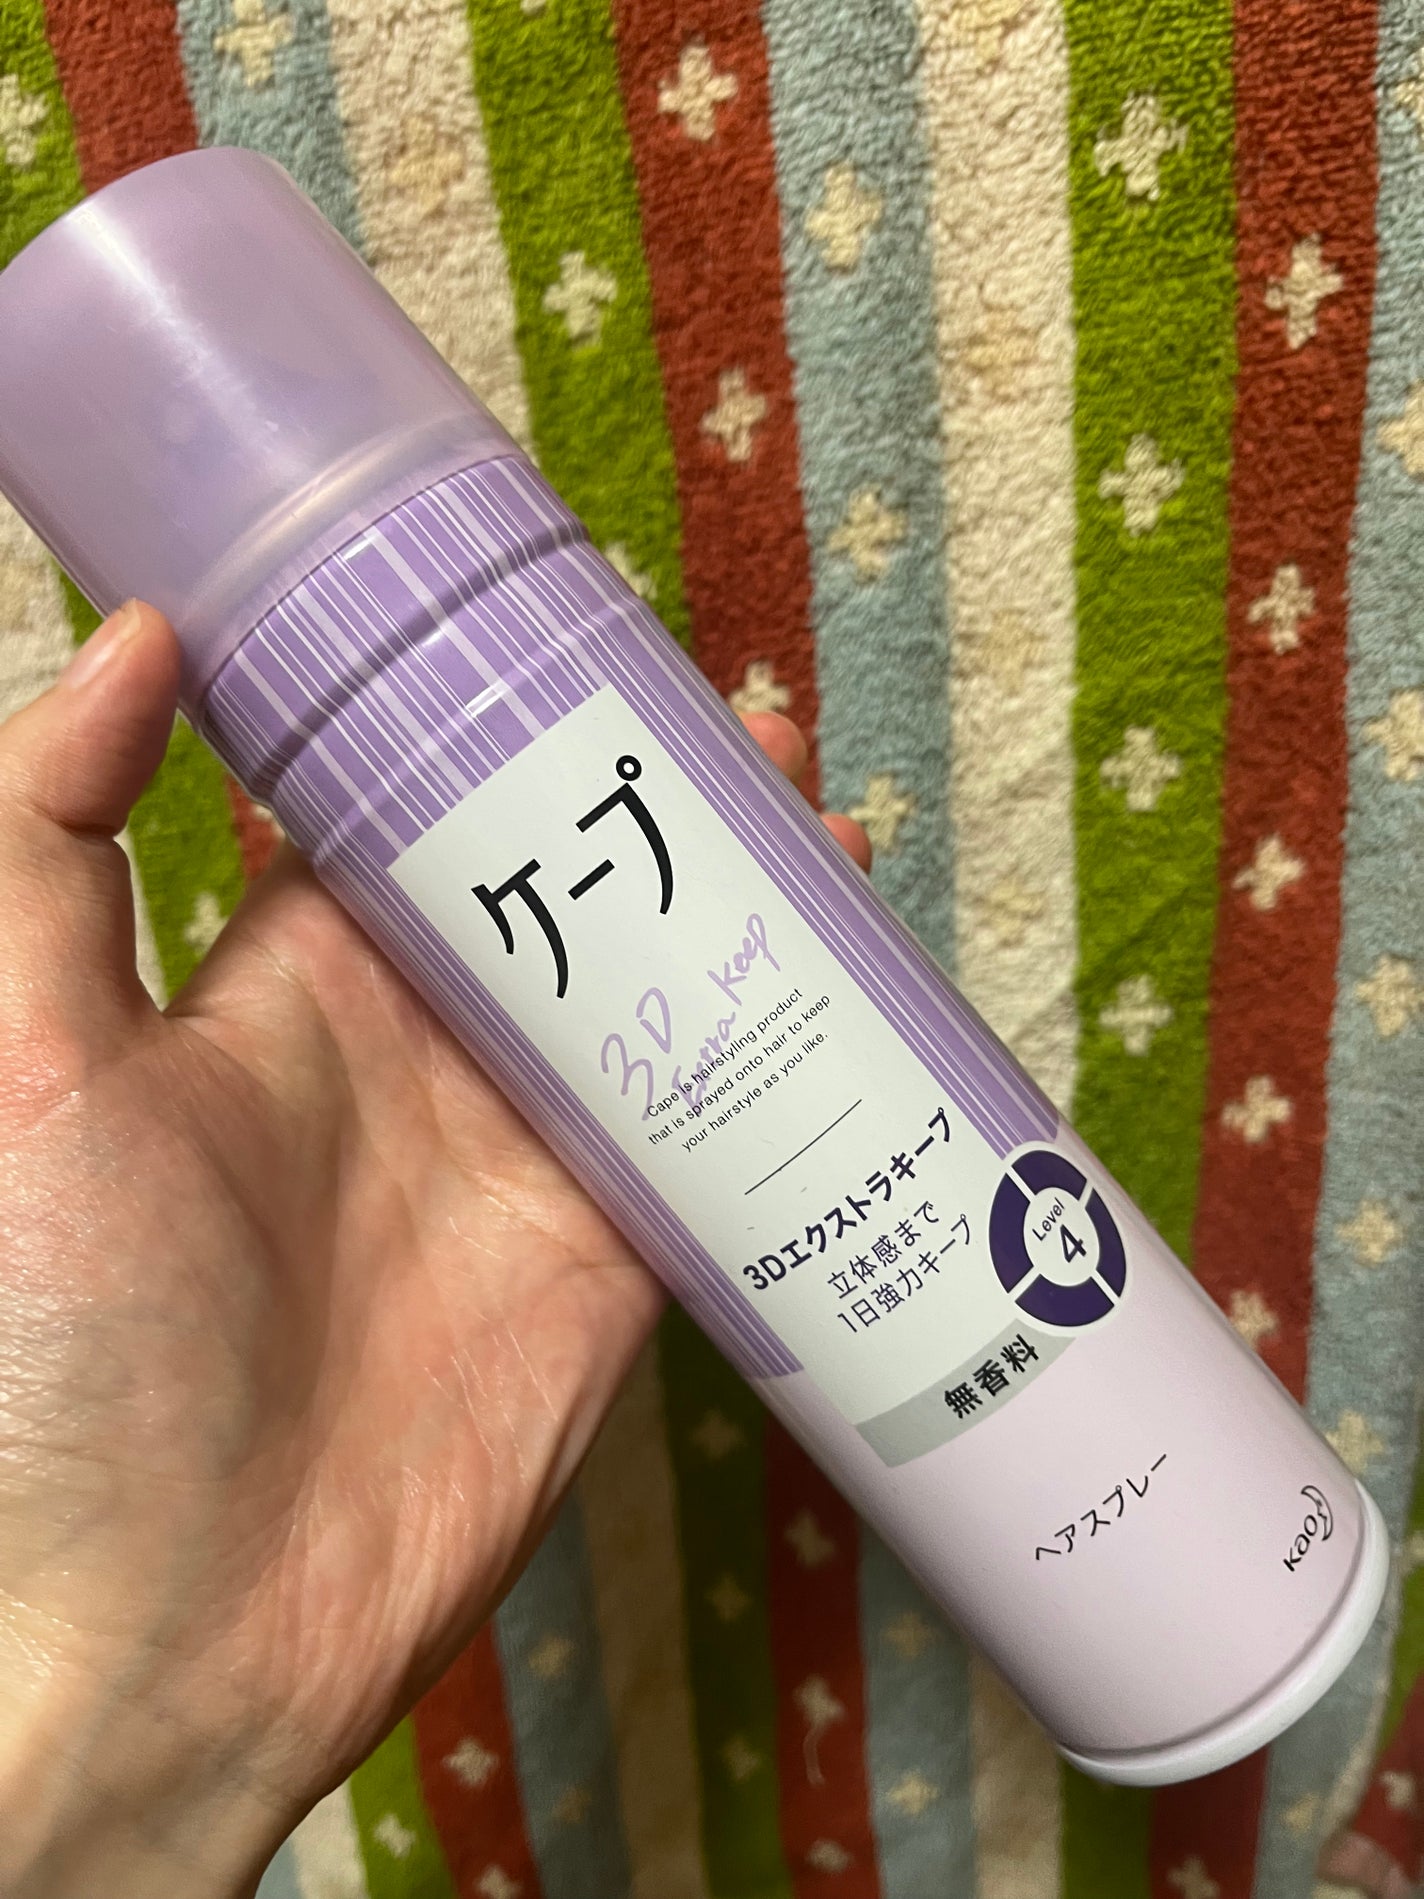 ケープ
3D
Extra Keep
Cape is hairstyling product
that is sprayed onto hair to keep
your hairstyle as you like.
3Dエクストラキープ
立体感まで
1日強力キープ
Level
4
無香料
ヘアスプレー
Kao